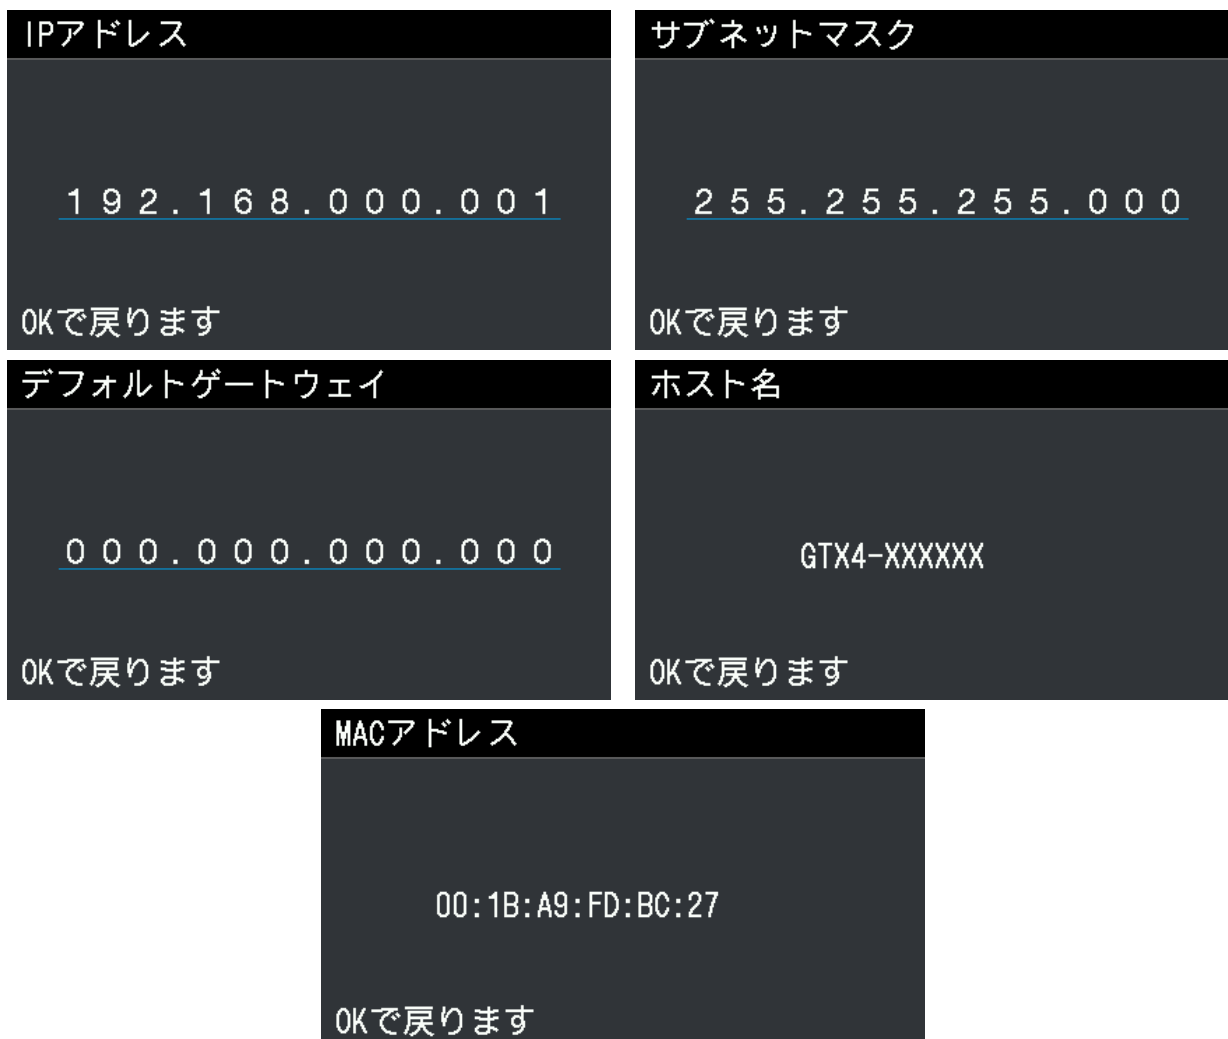 IPアドレス
192.168.000.001
OKで戻ります
サブネットマスク
255.255.255.000
OKで戻ります
デフォルトゲートウェイ
000.000.000.000
OKで戻ります
ホスト名
GTX4-XXXXXX
OKで戻ります
MACアドレス
00:1B:A9:FD:BC:27
OKで戻ります